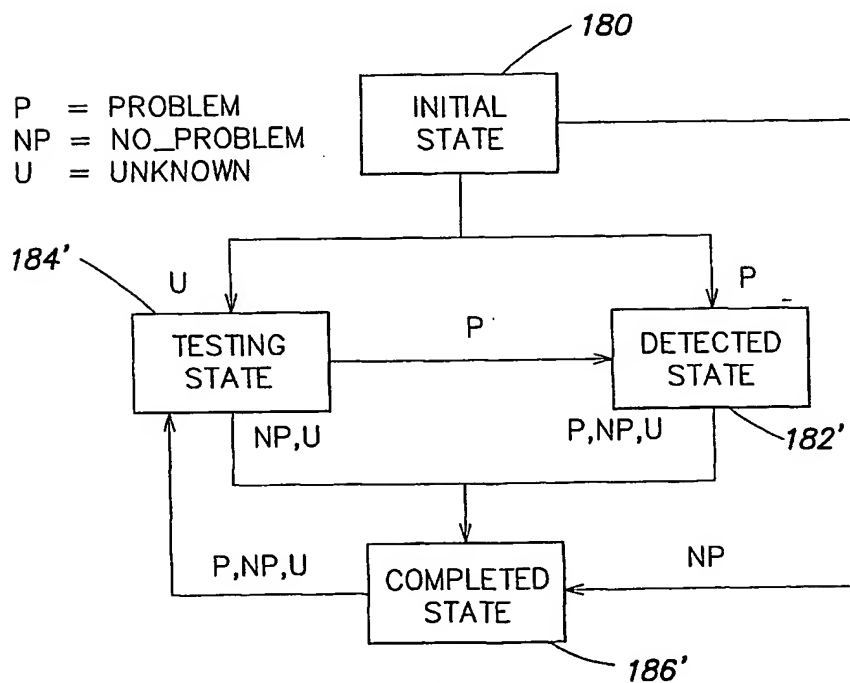 180
P = PROBLEM
NP = NO_PROBLEM
U = UNKNOWN
INITIAL
STATE
184'
U
P
TESTING
STATE
P
DETECTED
STATE
NP,U
P,NP,U
182'
P,NP,U
COMPLETED
STATE
NP
186'